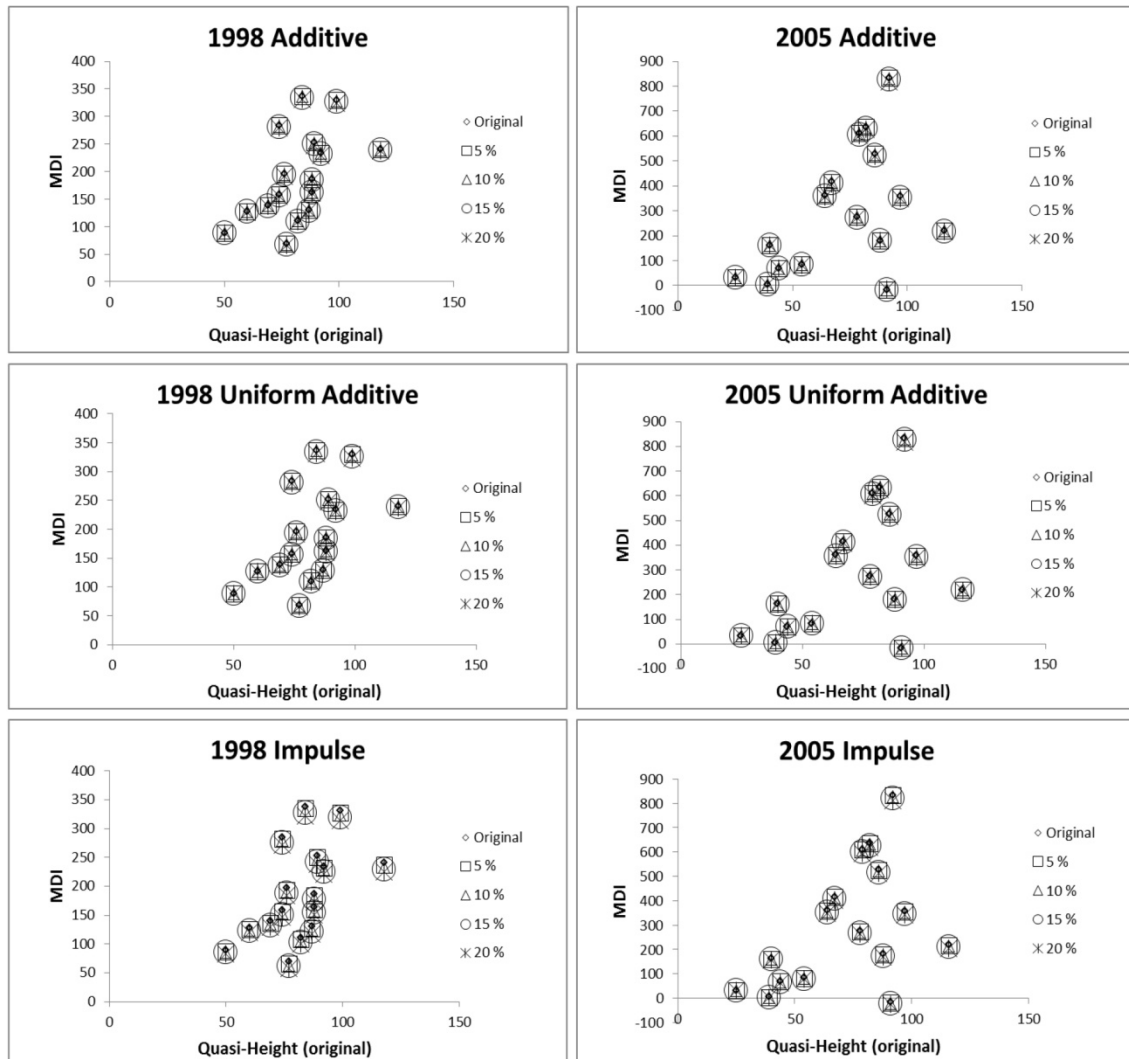 1998 Additive
400
350
300
250
200
150
100
50
0
MDI
0 50 100 150
Quasi-Height (original)
Original
5 %
10 %
15 %
20 %
2005 Additive
900
800
700
600
500
400
300
200
100
0
-100
MDI
0 50 100 150
Quasi-Height (original)
Original
5 %
10 %
15 %
20 %
1998 Uniform Additive
400
350
300
250
200
150
100
50
0
MDI
0 50 100 150
Quasi-Height (original)
Original
5 %
10 %
15 %
20 %
2005 Uniform Additive
900
800
700
600
500
400
300
200
100
0
-100
MDI
0 50 100 150
Quasi-Height (original)
Original
5 %
10 %
15 %
20 %
1998 Impulse
400
350
300
250
200
150
100
50
0
MDI
0 50 100 150
Quasi-Height (original)
Original
5 %
10 %
15 %
20 %
2005 Impulse
900
800
700
600
500
400
300
200
100
0
-100
MDI
0 50 100 150
Quasi-Height (original)
Original
5 %
10 %
15 %
20 %